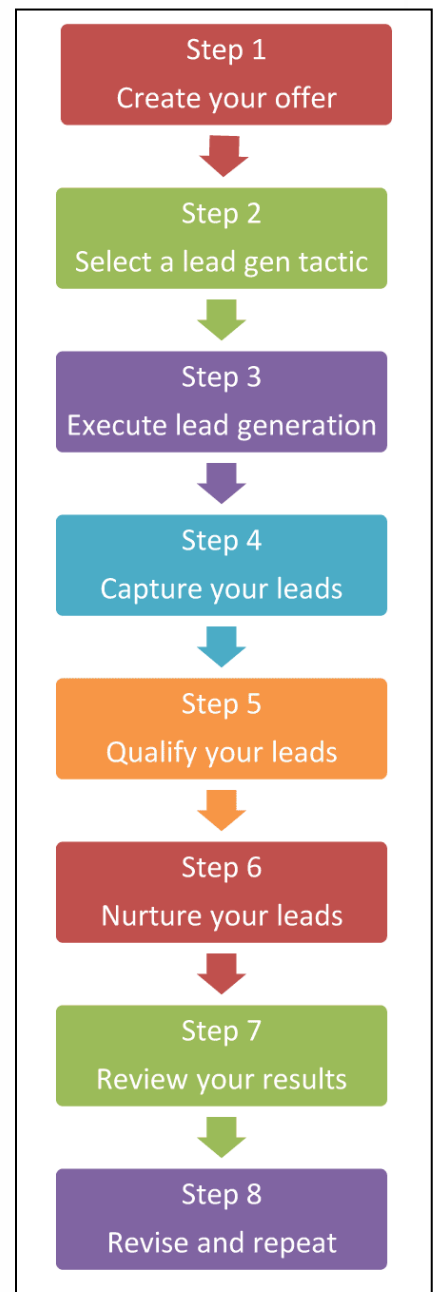 Step 1
Create your offer
Step 2
Select a lead gen tactic
Step 3
Execute lead generation
Step 4
Capture your leads
Step 5
Qualify your leads
Step 6
Nurture your leads
Step 7
Review your results
Step 8
Revise and repeat